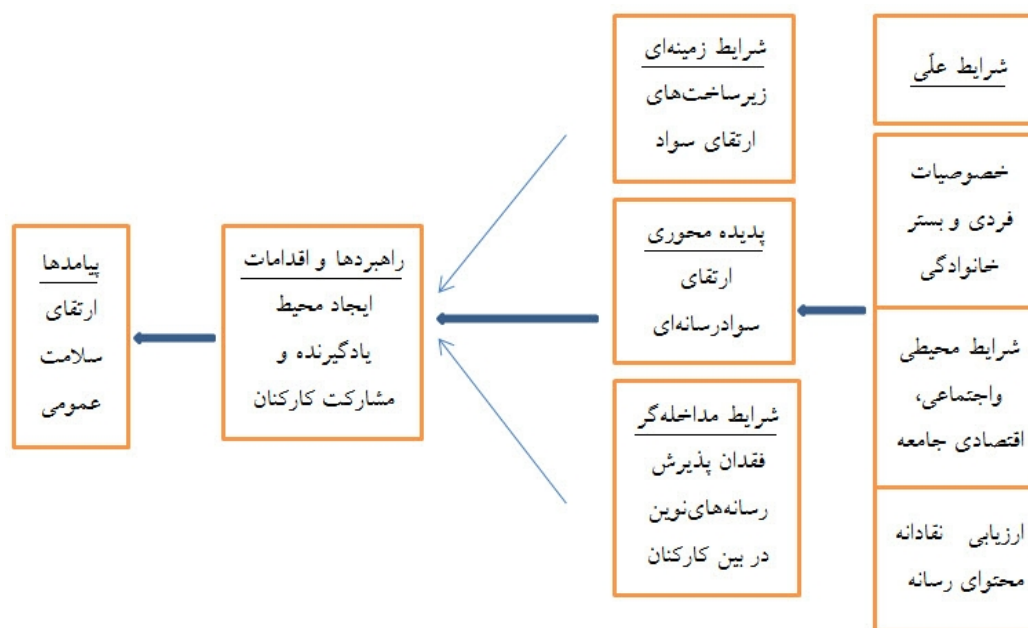 شرایط علّی
خصوصیات
فردی و بستر
خانوادگی
شرایط محیطی
واجتماعی،
اقتصادی جامعه
ارزیابی نقادانه
محتوای رسانه
شرایط زمینه‌ای
زیرساخت‌های
ارتقای سواد
پدیده محوری
ارتقای
سوادرسانه‌ای
شرایط مداخله‌گر
فقدان پذیرش
رسانه‌های‌نوین
در بین کارکنان
راهبردها و اقدامات
ایجاد محیط
یادگیرنده و
مشارکت کارکنان
پیامدها
ارتقای
سلامت
عمومی